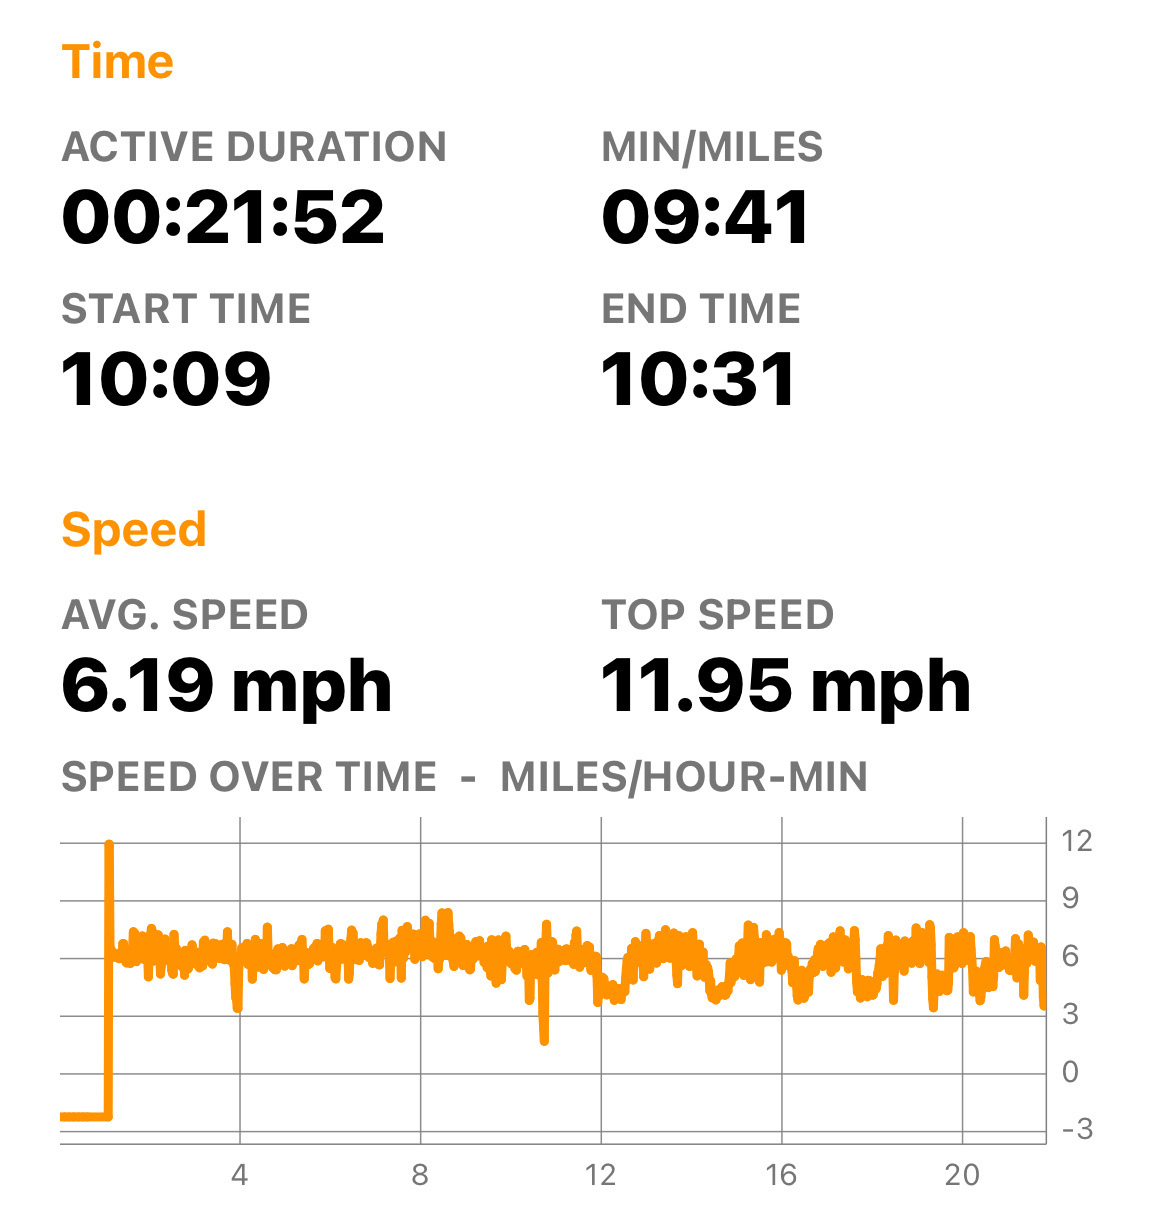 Time
ACTIVE DURATION MIN/MILES
00:21:52 09:41
START TIME END TIME
10:09 10:31
Speed
AVG. SPEED TOP SPEED
6.19 mph 11.95 mph
SPEED OVER TIME - MILES/HOUR-MIN
12
9
6
3
0
-3
4 8 12 16 20